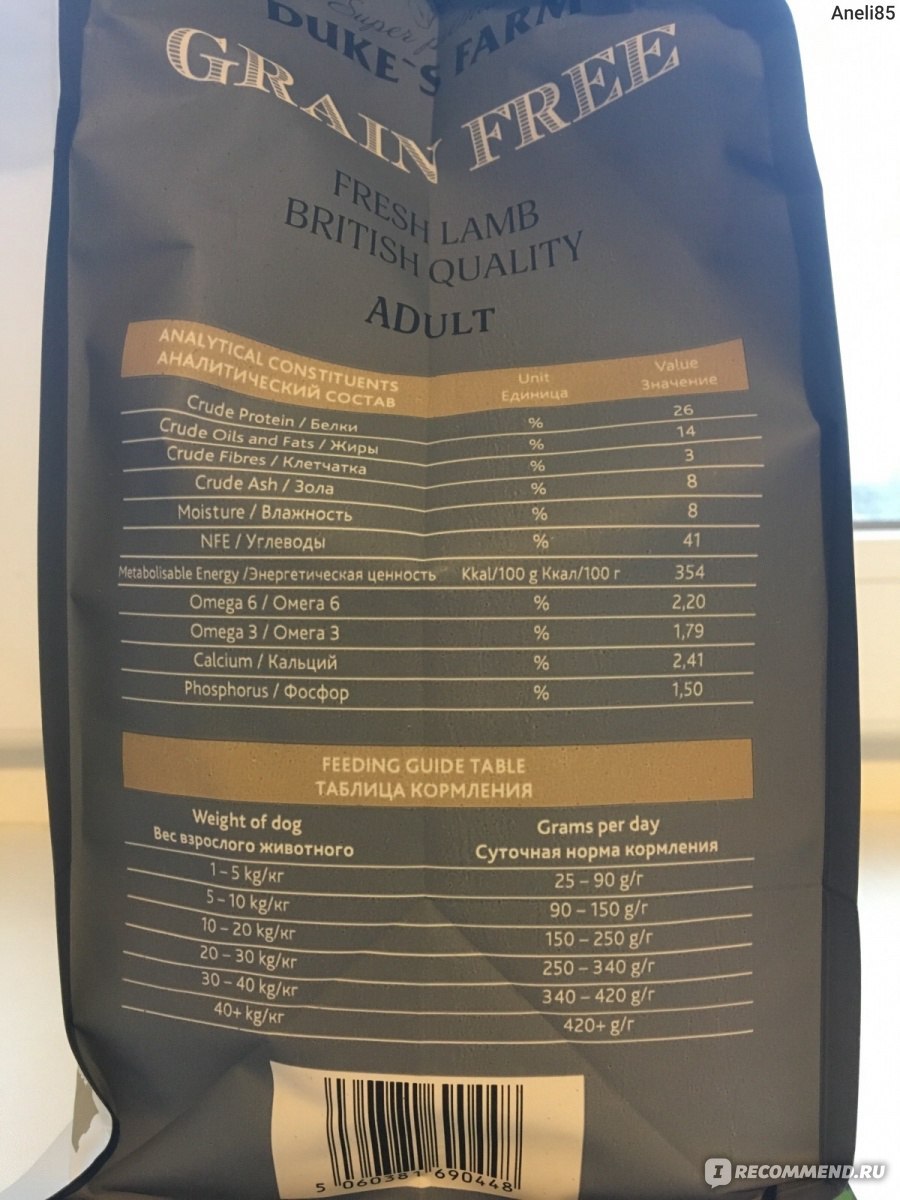 Aneli85
Super
DUKE'S FARM
GRAIN FREE
FRESH LAMB
BRITISH QUALITY
ADULT
ANALYTICAL CONSTITUENTS Unit Value
АНАЛИТИЧЕСКИЙ СОСТАВ Единица Значение
Crude Protein / Белки % 26
Crude Oils and Fats / Жиры % 14
Crude Fibres / Клетчатка % 3
Crude Ash / Зола % 8
Moisture / Влажность % 8
NFE / Углеводы % 41
Metabolisable Energy /Энергетическая ценность Kkal/100 g Ккал/100 г 354
Omega 6 / Омега 6 % 2,20
Omega 3 / Омега 3 % 1,79
Calcium / Кальций % 2,41
Phosphorus / Фосфор % 1,50
FEEDING GUIDE TABLE
ТАБЛИЦА КОРМЛЕНИЯ
Weight of dog Grams per day
Вес взрослого животного Суточная норма кормления
1 – 5 kg/кг 25 – 90 g/г
5 – 10 kg/кг 90 – 150 g/г
10 – 20 kg/кг 150 – 250 g/г
20 – 30 kg/кг 250 – 340 g/г
30 – 40 kg/кг 340 – 420 g/г
40+ kg/кг 420+ g/г
5 060381 690448
IRECOMMEND.RU